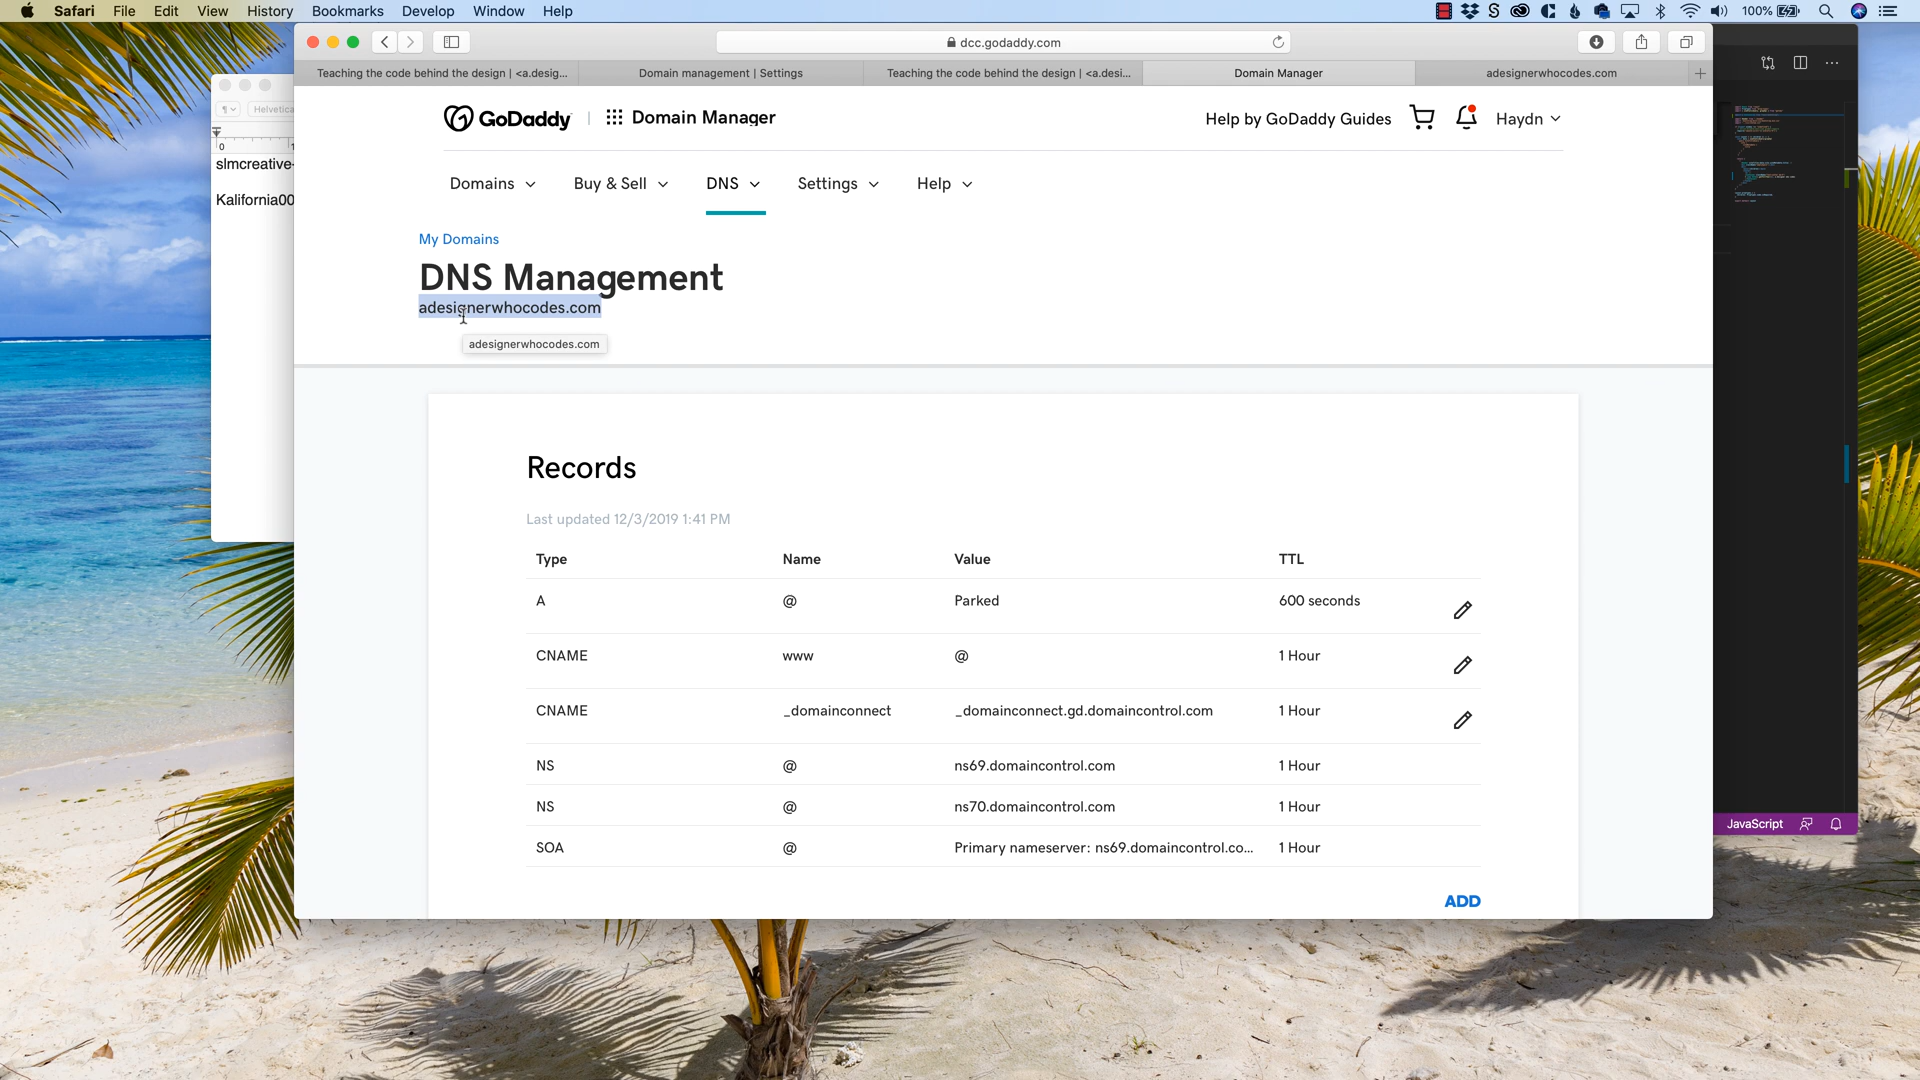 Safari File Edit View History Bookmarks Develop Window Help
100%
dcc.godaddy.com
Teaching the code behind the design | <a.desig... Domain management | Settings Teaching the code behind the design | <a.desi... Domain Manager adesignerwhocodes.com
Helvetica
0
slmcreative-
Kalifornia00
GoDaddy Domain Manager
Help by GoDaddy Guides Haydn
Domains Buy & Sell DNS Settings Help
My Domains
DNS Management
adesignerwhocodes.com
adesignerwhocodes.com
Records
Last updated 12/3/2019 1:41 PM
Type Name Value TTL
A @ Parked 600 seconds
CNAME www @ 1 Hour
CNAME _domainconnect _domainconnect.gd.domaincontrol.com 1 Hour
NS @ ns69.domaincontrol.com 1 Hour
NS @ ns70.domaincontrol.com 1 Hour
SOA @ Primary nameserver: ns69.domaincontrol.co... 1 Hour
ADD
JavaScript